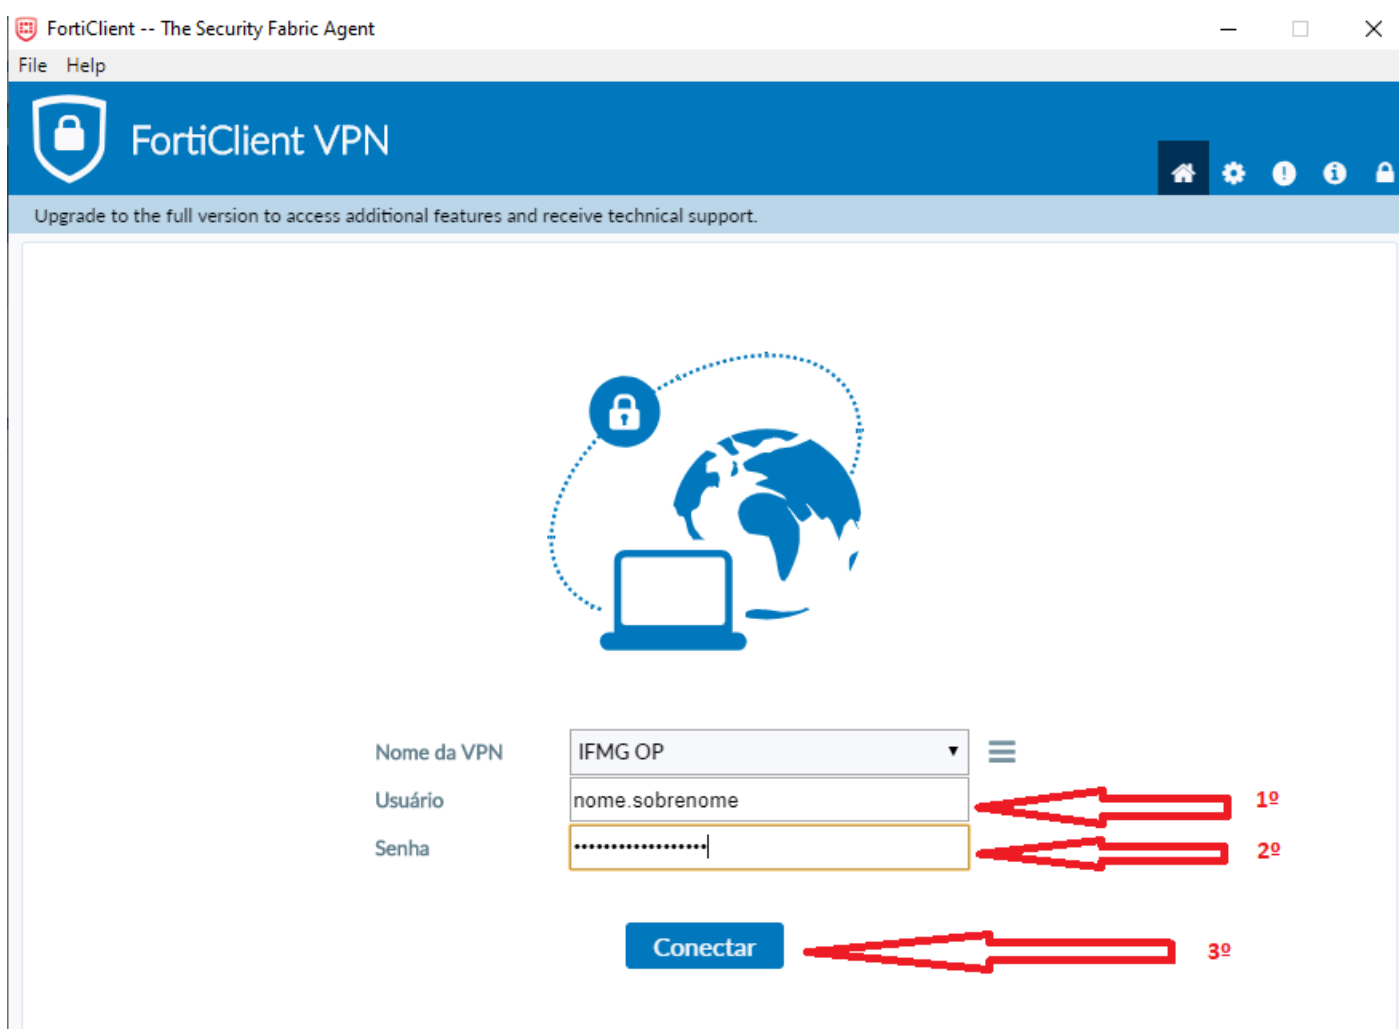 FortiClient -- The Security Fabric Agent
File Help
FortiClient VPN
Upgrade to the full version to access additional features and receive technical support.
Nome da VPN IFMG OP
Usuário nome.sobrenome 1º
Senha •••••••••••••••••• 2º
Conectar 3º